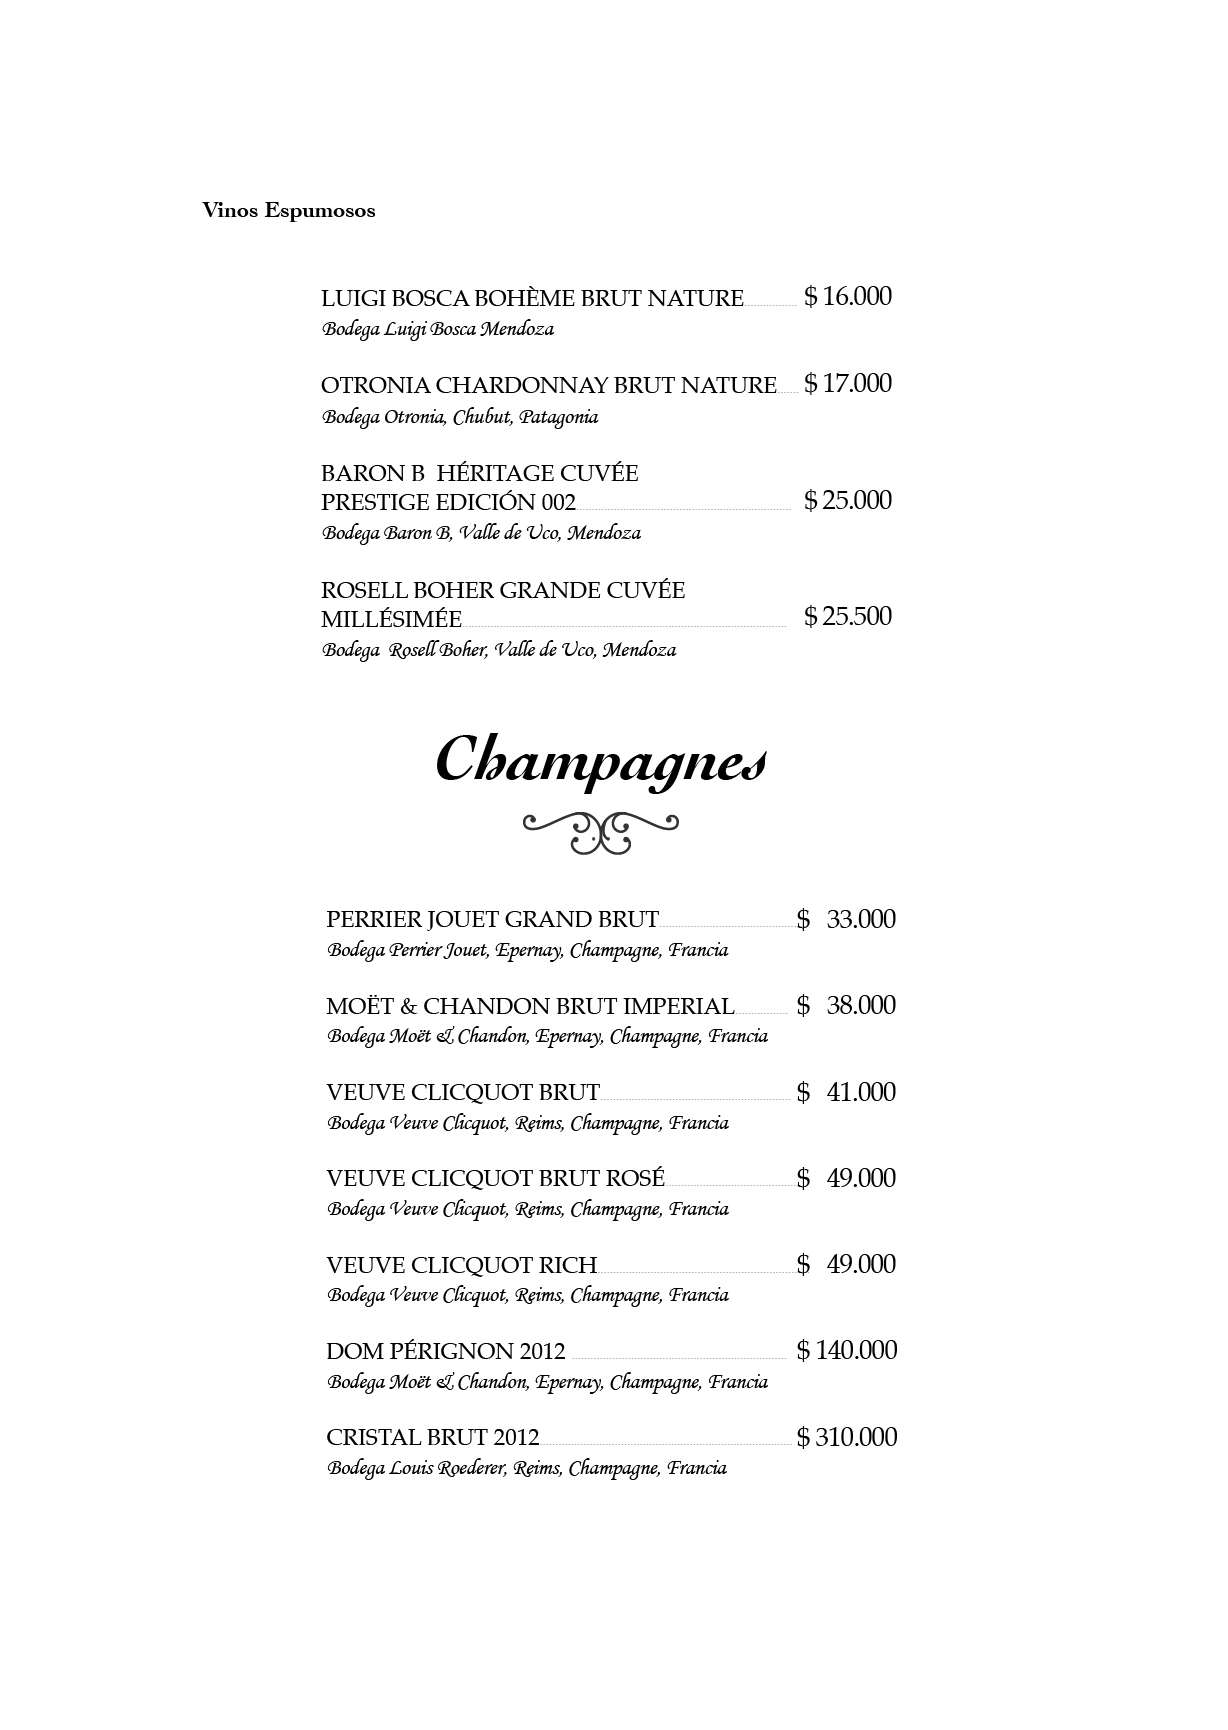 Vinos Espumosos
LUIGI BOSCA BOHÈME BRUT NATURE $ 16.000
Bodega Luigi Bosca Mendoza
OTRONIA CHARDONNAY BRUT NATURE $ 17.000
Bodega Otronia, Chubut, Patagonia
BARON B HÉRITAGE CUVÉE
PRESTIGE EDICIÓN 002 $ 25.000
Bodega Baron B, Valle de Uco, Mendoza
ROSELL BOHER GRANDE CUVÉE
MILLÉSIMÉE $ 25.500
Bodega Rosell Boher, Valle de Uco, Mendoza
Champagnes
PERRIER JOUET GRAND BRUT $ 33.000
Bodega Perrier Jouet, Epernay, Champagne, Francia
MOËT & CHANDON BRUT IMPERIAL $ 38.000
Bodega Moët & Chandon, Epernay, Champagne, Francia
VEUVE CLICQUOT BRUT $ 41.000
Bodega Veuve Clicquot, Reims, Champagne, Francia
VEUVE CLICQUOT BRUT ROSÉ $ 49.000
Bodega Veuve Clicquot, Reims, Champagne, Francia
VEUVE CLICQUOT RICH $ 49.000
Bodega Veuve Clicquot, Reims, Champagne, Francia
DOM PÉRIGNON 2012 $ 140.000
Bodega Moët & Chandon, Epernay, Champagne, Francia
CRISTAL BRUT 2012 $ 310.000
Bodega Louis Roederer, Reims, Champagne, Francia